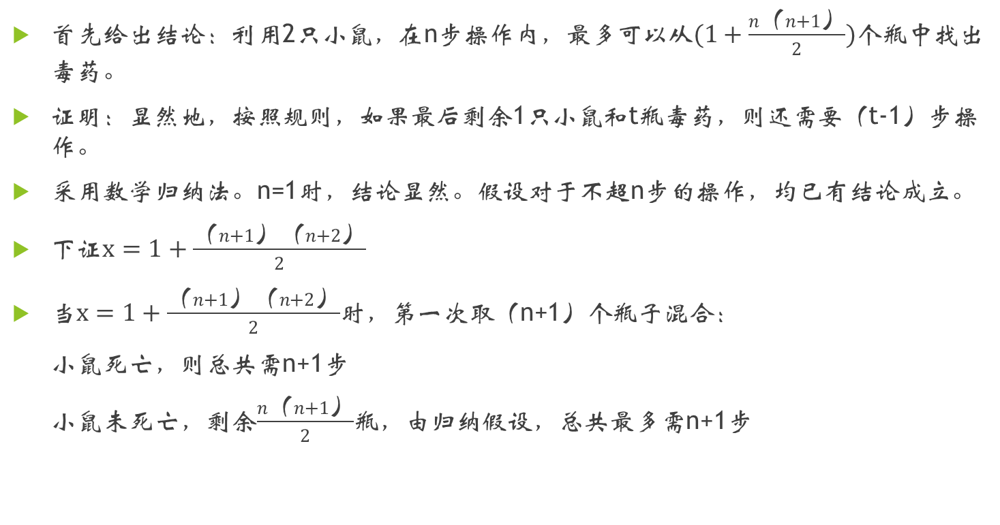 首先给出结论：利用2只小鼠，在n步操作内，最多可以从(1 + \frac{n（n+1）}{2})个瓶中找出
毒药。
证明：显然地，按照规则，如果最后剩余1只小鼠和t瓶毒药，则还需要（t-1）步操
作。
采用数学归纳法。n=1时，结论显然。假设对于不超n步的操作，均已有结论成立。
下证x = 1 + \frac{（n+1）（n+2）}{2}
当x = 1 + \frac{（n+1）（n+2）}{2}时，第一次取（n+1）个瓶子混合：
小鼠死亡，则总共需n+1步
小鼠未死亡，剩余\frac{n（n+1）}{2}瓶，由归纳假设，总共最多需n+1步